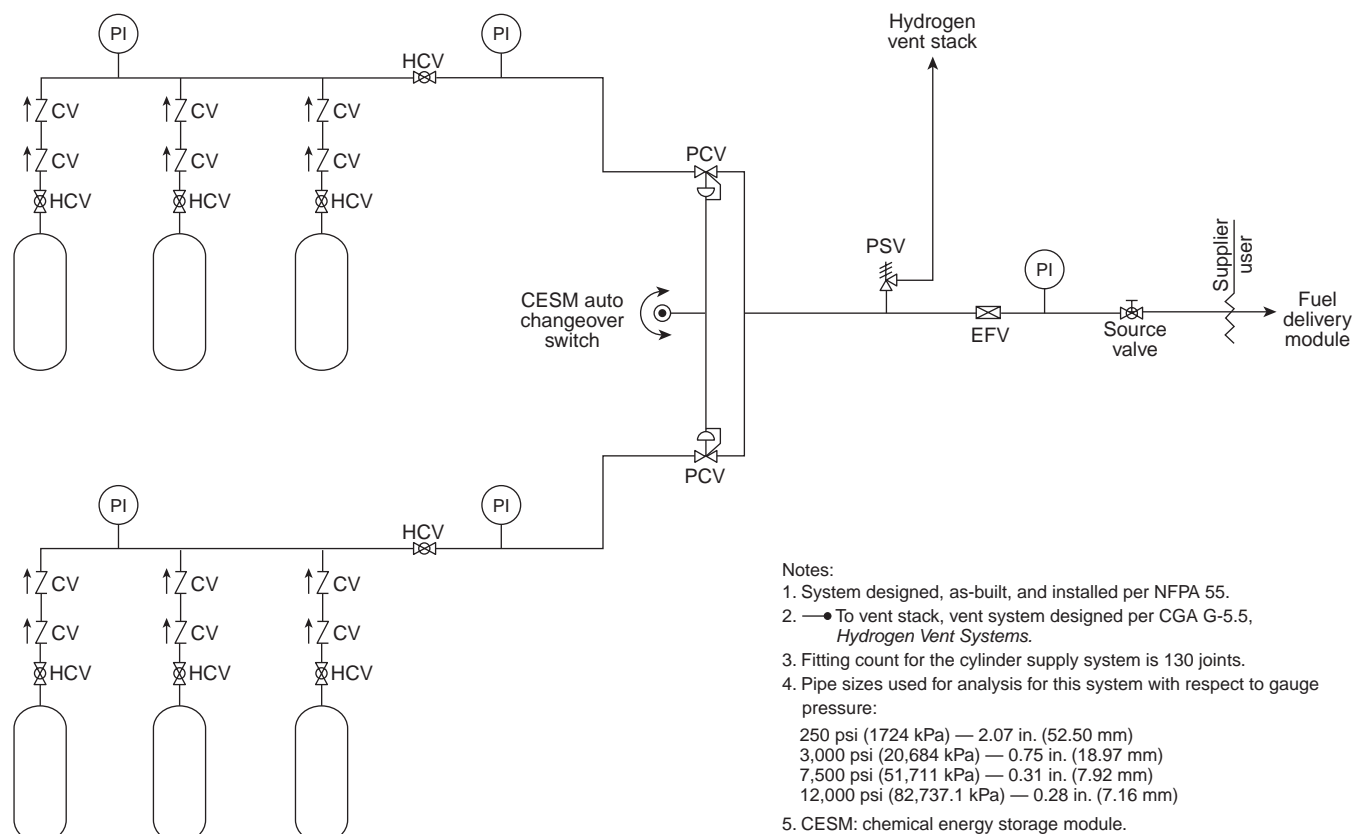 Hydrogen
vent stack
PI
PI
HCV
CV
CV
CV
CV
CV
CV
HCV
HCV
HCV
PCV
PSV
PI
Supplier
user
CESM auto
changeover
switch
EFV
Source
valve
Fuel
delivery
module
PCV
PI
PI
HCV
CV
CV
CV
CV
CV
CV
HCV
HCV
HCV
Notes:
1. System designed, as-built, and installed per NFPA 55.
2. To vent stack, vent system designed per CGA G-5.5,
Hydrogen Vent Systems.
3. Fitting count for the cylinder supply system is 130 joints.
4. Pipe sizes used for analysis for this system with respect to gauge
pressure:
250 psi (1724 kPa) — 2.07 in. (52.50 mm)
3,000 psi (20,684 kPa) — 0.75 in. (18.97 mm)
7,500 psi (51,711 kPa) — 0.31 in. (7.92 mm)
12,000 psi (82,737.1 kPa) — 0.28 in. (7.16 mm)
5. CESM: chemical energy storage module.